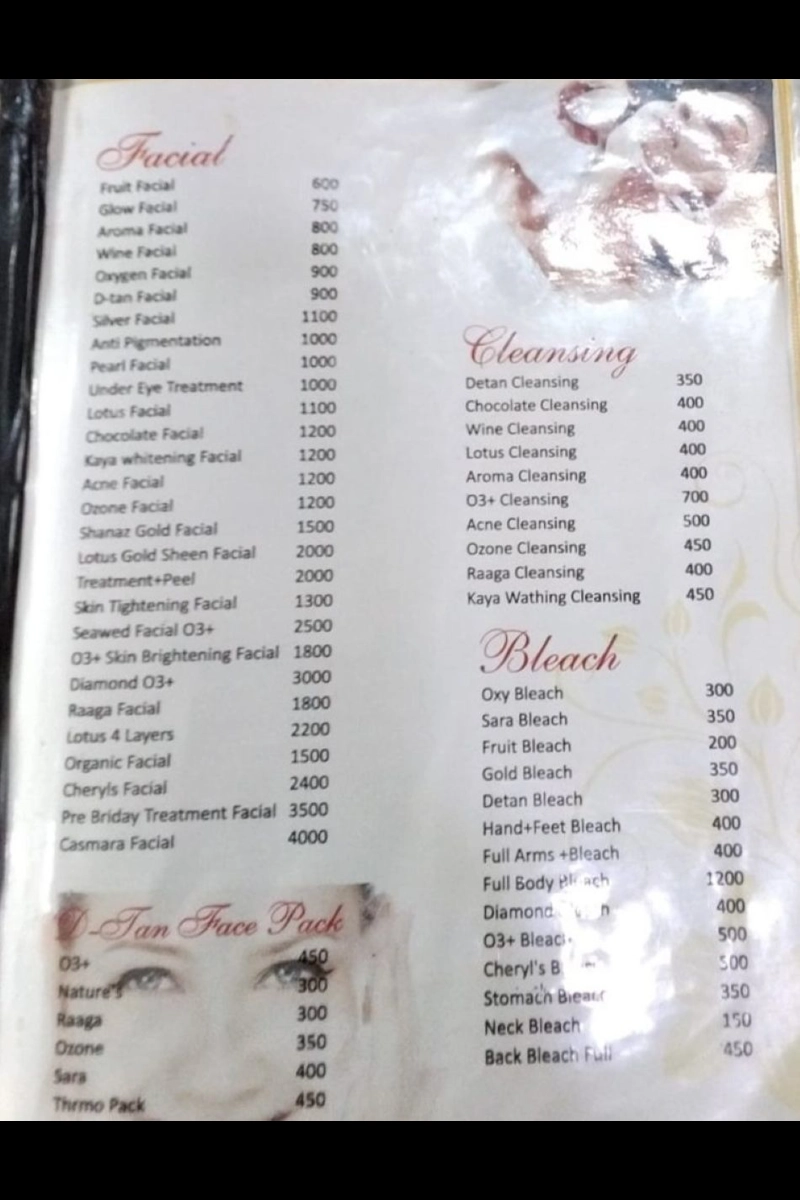 Facial
Fruit Facial 600
Glow Facial 750
Aroma Facial 800
Wine Facial 800
Oxygen Facial 900
D-tan Facial 900
Silver Facial 1100
Anti Pigmentation 1000
Pearl Facial 1000
Under Eye Treatment 1000
Lotus Facial 1100
Chocolate Facial 1200
Kaya whitening Facial 1200
Acne Facial 1200
Ozone Facial 1200
Shanaz Gold Facial 1500
Lotus Gold Sheen Facial 2000
Treatment+Peel 2000
Skin Tightening Facial 1300
Seawed Facial O3+ 2500
O3+ Skin Brightening Facial 1800
Diamond O3+ 3000
Raaga Facial 1800
Lotus 4 Layers 2200
Organic Facial 1500
Cheryls Facial 2400
Pre Briday Treatment Facial 3500
Casmara Facial 4000
D-Tan Face Pack
O3+ 450
Nature's 300
Raaga 300
Ozone 350
Sara 400
Thrmo Pack 450
Cleansing
Detan Cleansing 350
Chocolate Cleansing 400
Wine Cleansing 400
Lotus Cleansing 400
Aroma Cleansing 400
O3+ Cleansing 700
Acne Cleansing 500
Ozone Cleansing 450
Raaga Cleansing 400
Kaya Wathing Cleansing 450
Bleach
Oxy Bleach 300
Sara Bleach 350
Fruit Bleach 200
Gold Bleach 350
Detan Bleach 300
Hand+Feet Bleach 400
Full Arms +Bleach 400
Full Body Bleach 1200
Diamond 400
O3+ Bleach 500
Cheryl's 500
Stomach Bleach 350
Neck Bleach 150
Back Bleach Full 450